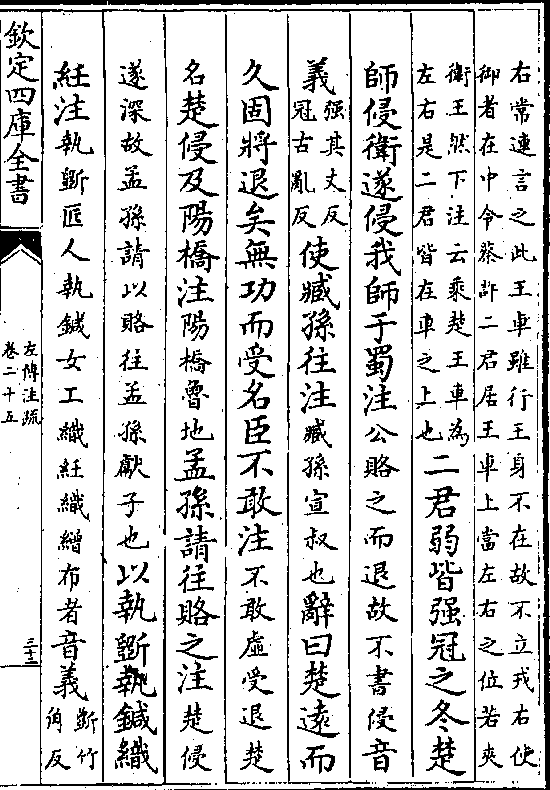 右常連言之此王車雖行王身不在故不立戎右使
御者在中令蔡許二君居王車上當左右之位若夾
衛王然下注云乘楚王車為
左右是二君皆在車之上也
二君弱皆强冠之冬楚
師侵衛遂侵我師于蜀注公賂之而退故不書侵音
義
强其丈反
冠古亂反
使臧孫往注臧孫宣叔也辭曰楚遠而
久固將退矣無功而受名臣不敢注不敢虛受退楚
名楚侵及陽橋注陽橋魯地孟孫請往賂之注楚侵
遂深故孟孫請以賂往孟孫獻子也以執斲執鍼織
紝注執斲匠人執鍼女工織紝織繒布者音義
斲竹
角反
欽定四庫全書
左傳注疏
卷二十五
三十三